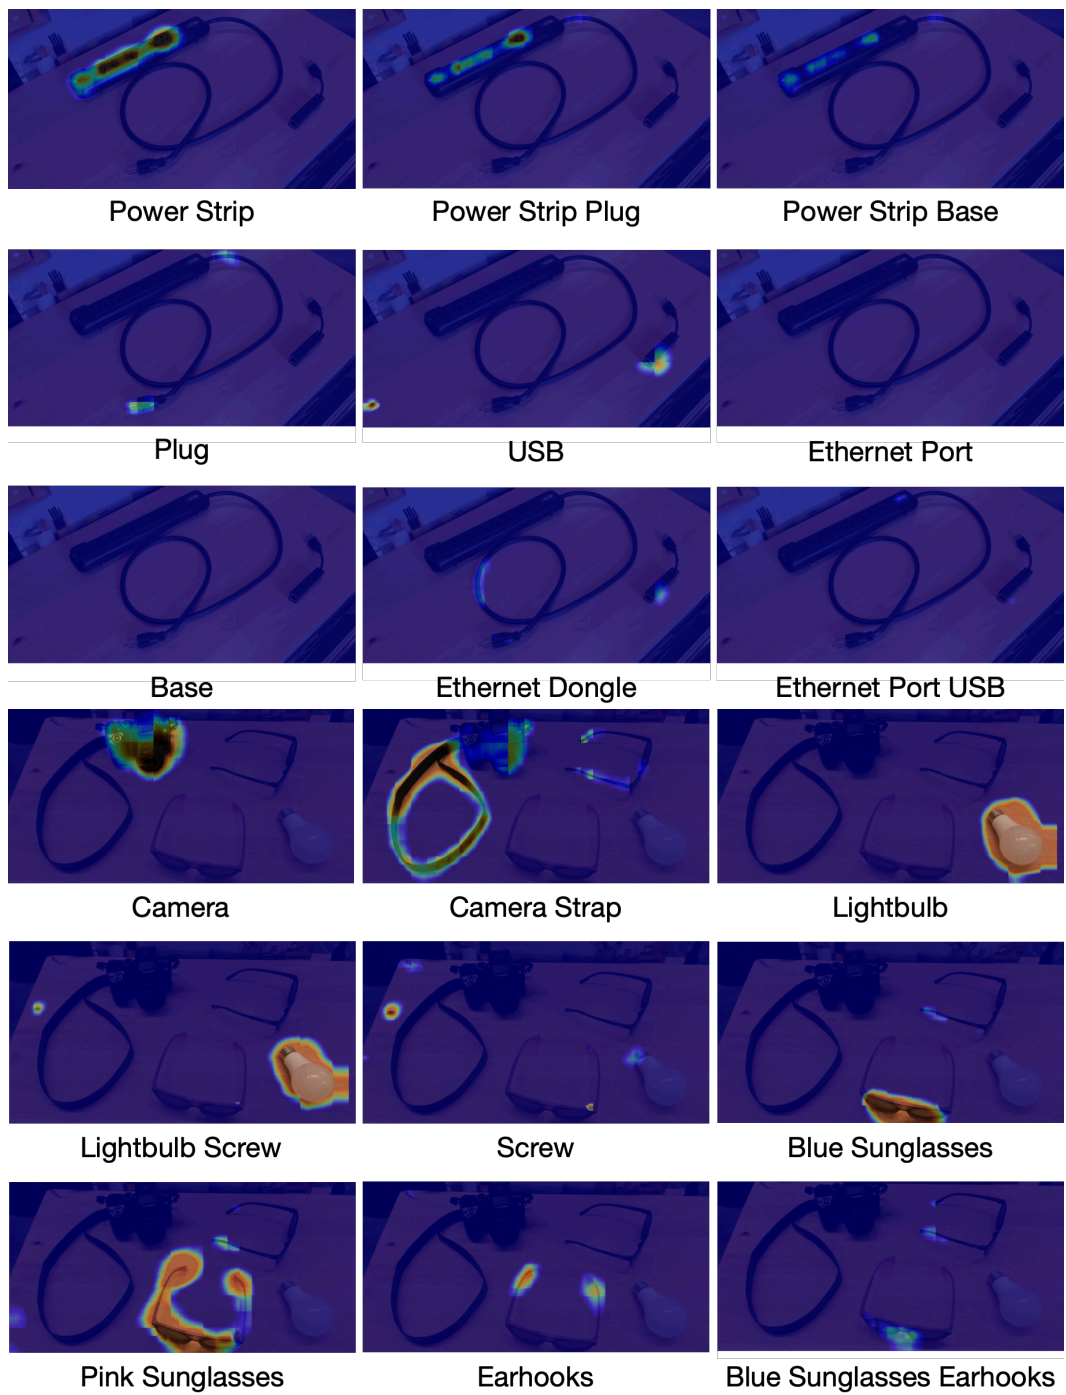 Power Strip
Power Strip Plug
Power Strip Base
Plug
USB
Ethernet Port
Base
Ethernet Dongle
Ethernet Port USB
Camera
Camera Strap
Lightbulb
Lightbulb Screw
Screw
Blue Sunglasses
Pink Sunglasses
Earhooks
Blue Sunglasses Earhooks